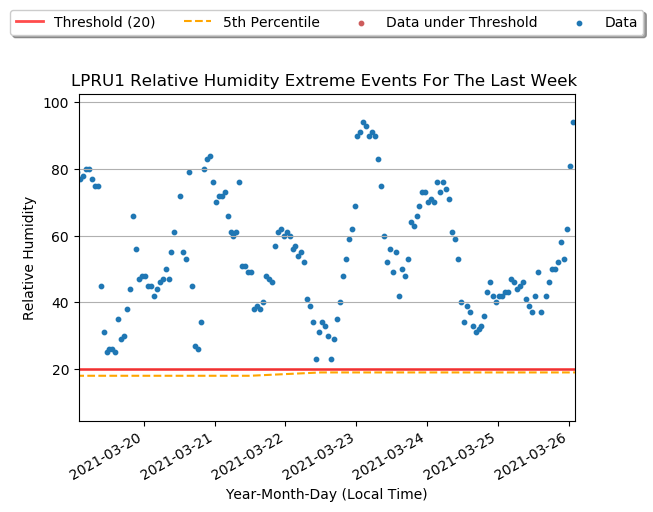 Threshold (20) 5th Percentile Data under Threshold Data
LPRU1 Relative Humidity Extreme Events For The Last Week
100
80
60
40
20
Relative Humidity
2021-03-20 2021-03-21 2021-03-22 2021-03-23 2021-03-24 2021-03-25 2021-03-26
Year-Month-Day (Local Time)